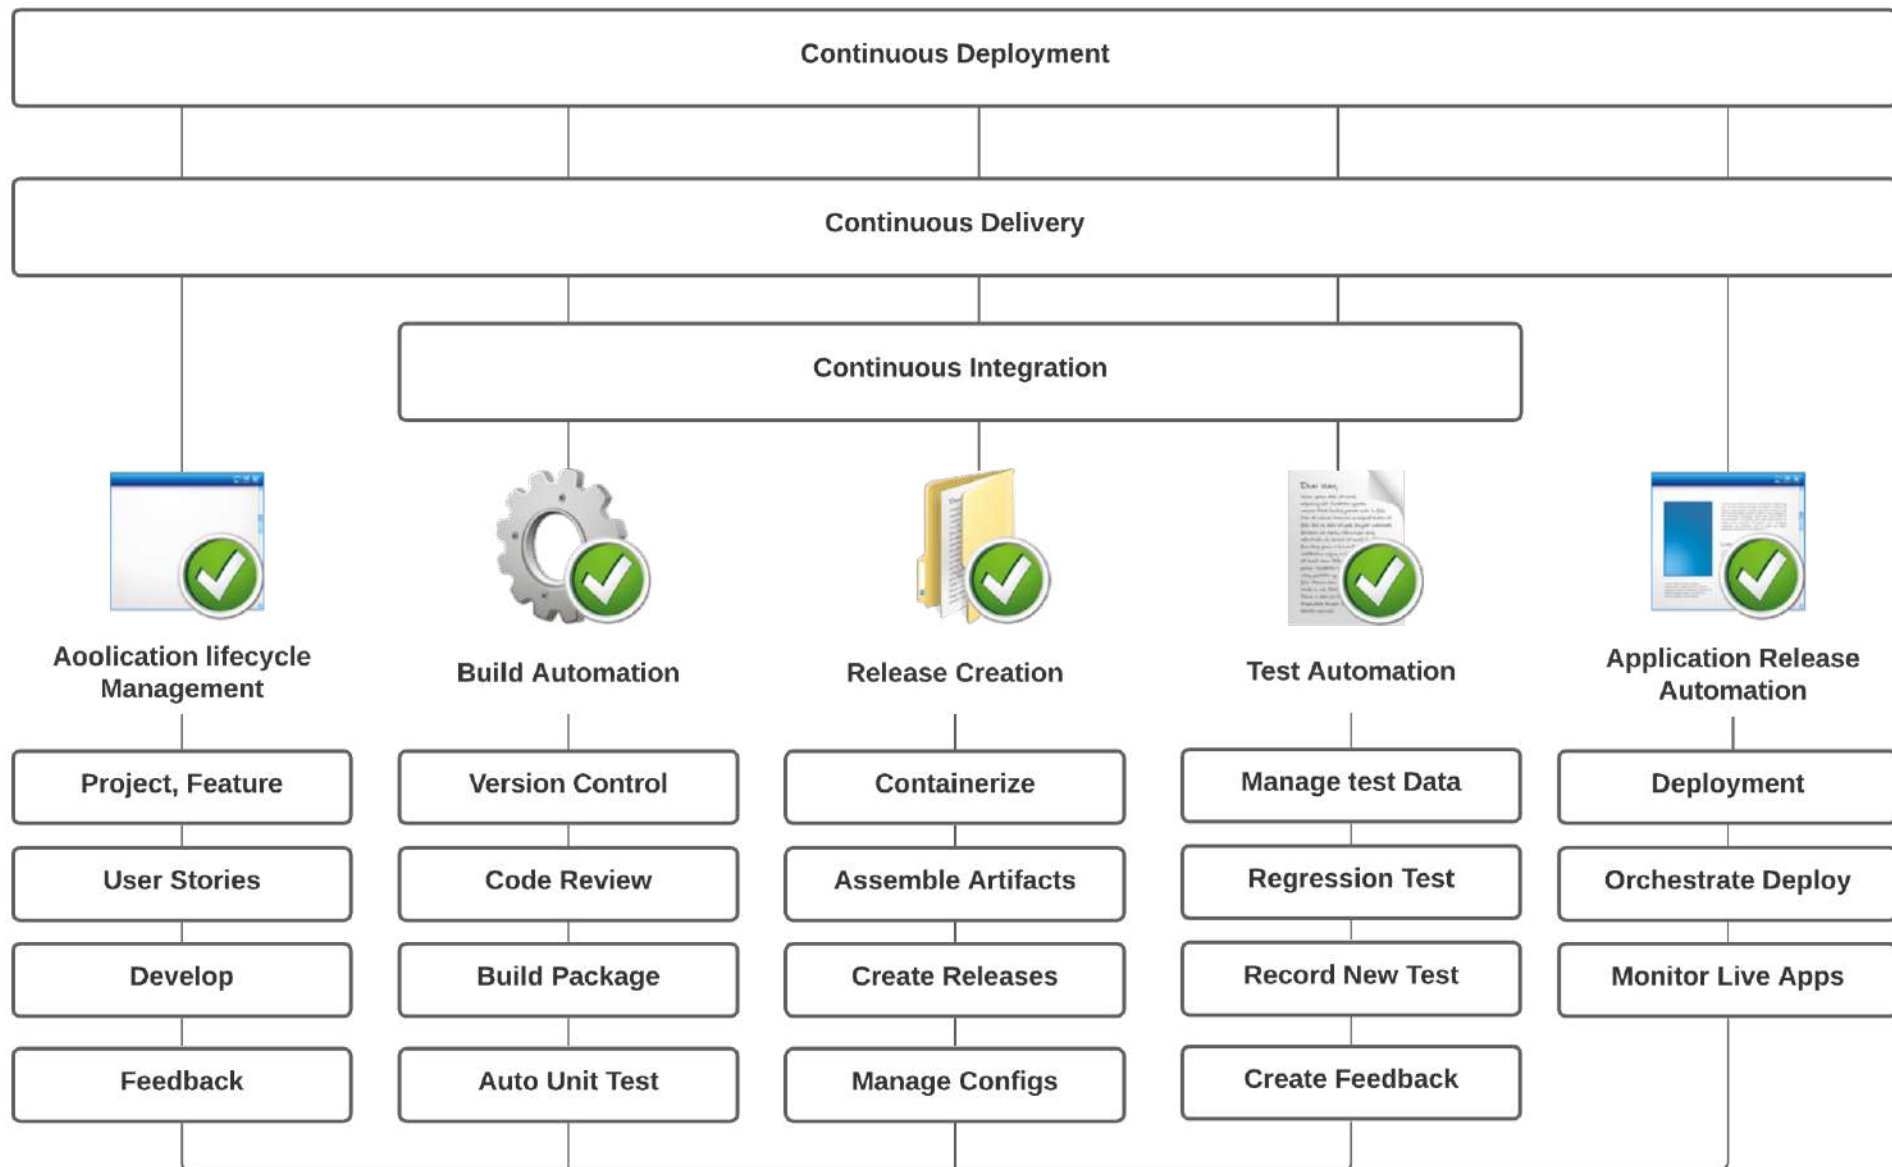 Continuous Deployment
Continuous Delivery
Continuous Integration
Aoolication lifecycle
Management
Build Automation
Release Creation
Test Automation
Application Release
Automation
Project, Feature
Version Control
Containerize
Manage test Data
Deployment
User Stories
Code Review
Assemble Artifacts
Regression Test
Orchestrate Deploy
Develop
Build Package
Create Releases
Record New Test
Monitor Live Apps
Feedback
Auto Unit Test
Manage Configs
Create Feedback